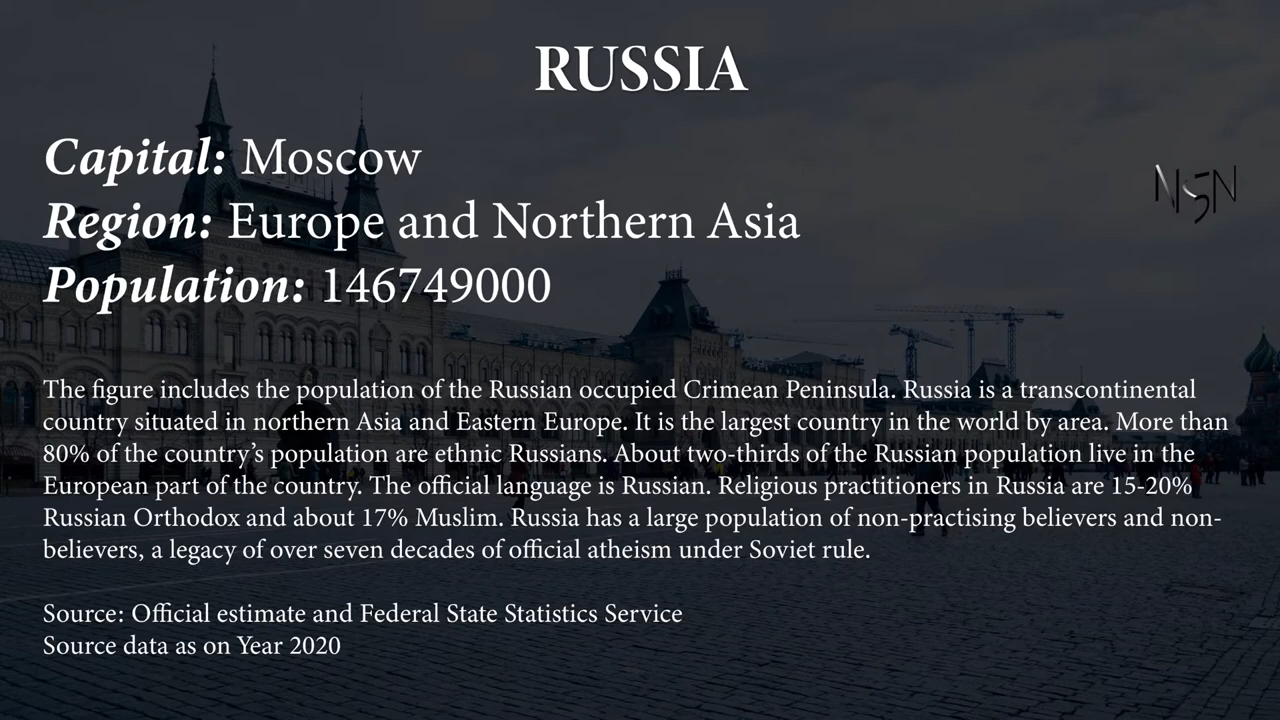 RUSSIA
Capital: Moscow
Region: Europe and Northern Asia
Population: 146749000
NSN
The figure includes the population of the Russian occupied Crimean Peninsula. Russia is a transcontinental
country situated in northern Asia and Eastern Europe. It is the largest country in the world by area. More than
80% of the country’s population are ethnic Russians. About two-thirds of the Russian population live in the
European part of the country. The official language is Russian. Religious practitioners in Russia are 15-20%
Russian Orthodox and about 17% Muslim. Russia has a large population of non-practising believers and non-
believers, a legacy of over seven decades of official atheism under Soviet rule.
Source: Official estimate and Federal State Statistics Service
Source data as on Year 2020